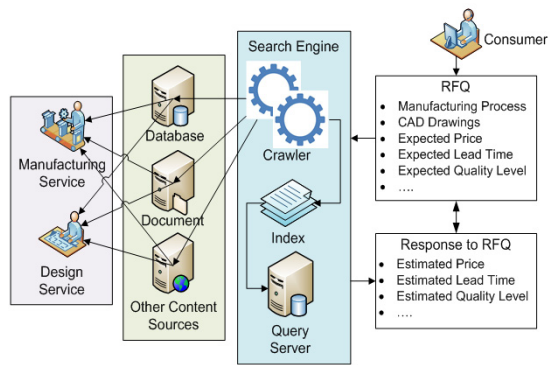 Consumer
RFQ
• Manufacturing Process
• CAD Drawings
• Expected Price
• Expected Lead Time
• Expected Quality Level
• ....
Response to RFQ
• Estimated Price
• Estimated Lead Time
• Estimated Quality Level
• ....
Search Engine
Crawler
Index
Query
Server
Database
Document
Other Content
Sources
Manufacturing
Service
Design
Service